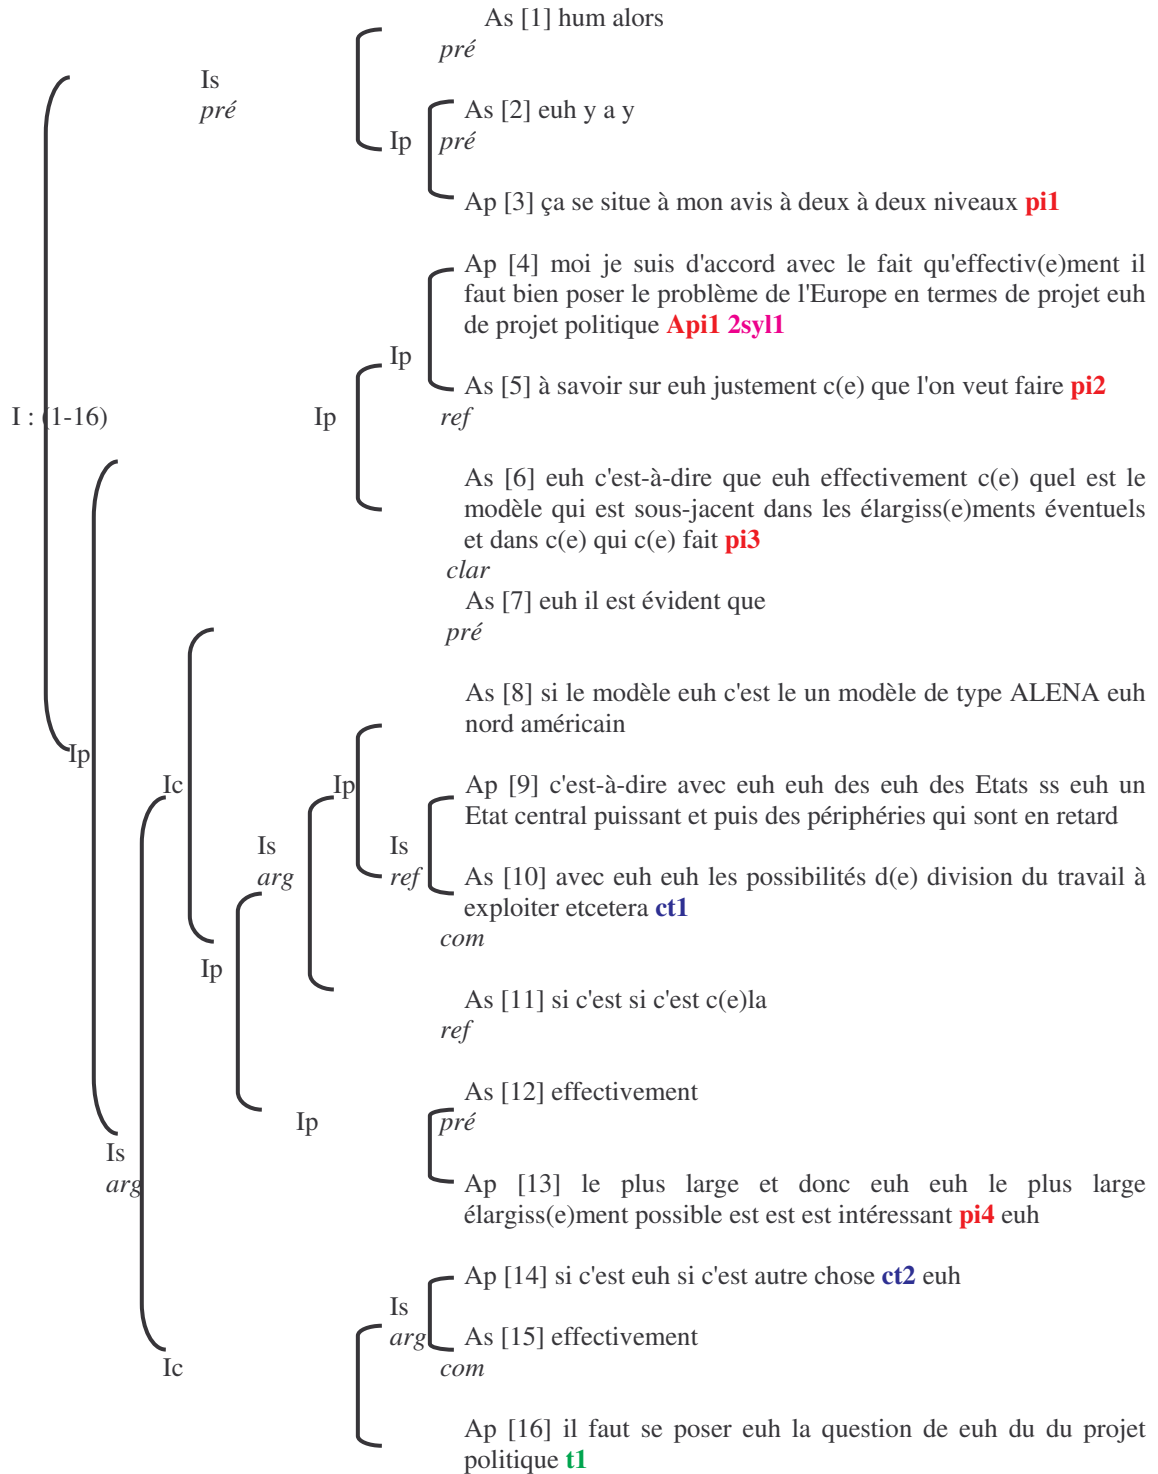 As [1] hum alors
pré
Is
pré
As [2] euh y a y
Ip
pré
Ap [3] ça se situe à mon avis à deux à deux niveaux pi1
Ap [4] moi je suis d'accord avec le fait qu'effectiv(e)ment il
faut bien poser le problème de l'Europe en termes de projet euh
de projet politique Api1 2syl1
Ip
As [5] à savoir sur euh justement c(e) que l'on veut faire pi2
I : (1-16)
Ip
ref
As [6] euh c'est-à-dire que euh effectivement c(e) quel est le
modèle qui est sous-jacent dans les élargiss(e)ments éventuels
et dans c(e) qui c(e) fait pi3
clar
As [7] euh il est évident que
pré
As [8] si le modèle euh c'est le un modèle de type ALENA euh
nord américain
Ip
Ic
Ip
Ap [9] c'est-à-dire avec euh euh des euh des Etats ss euh un
Etat central puissant et puis des périphéries qui sont en retard
Is
arg
Is
ref
As [10] avec euh euh les possibilités d(e) division du travail à
exploiter etcetera ct1
com
Ip
As [11] si c'est si c'est c(e)la
ref
As [12] effectivement
Ip
pré
Is
arg
Ap [13] le plus large et donc euh euh le plus large
élargiss(e)ment possible est est est intéressant pi4 euh
Ap [14] si c'est euh si c'est autre chose ct2 euh
Is
arg
As [15] effectivement
Ic
com
Ap [16] il faut se poser euh la question de euh du du projet
politique t1